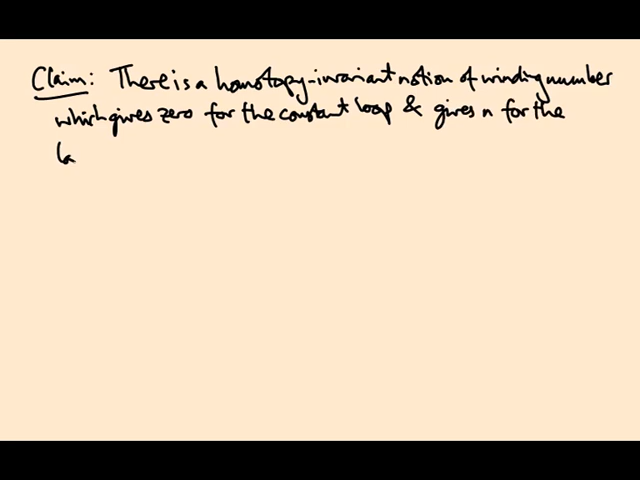 Claim: There is a homotopy-invariant notion of winding number
which gives zero for the constant loop & gives n for the